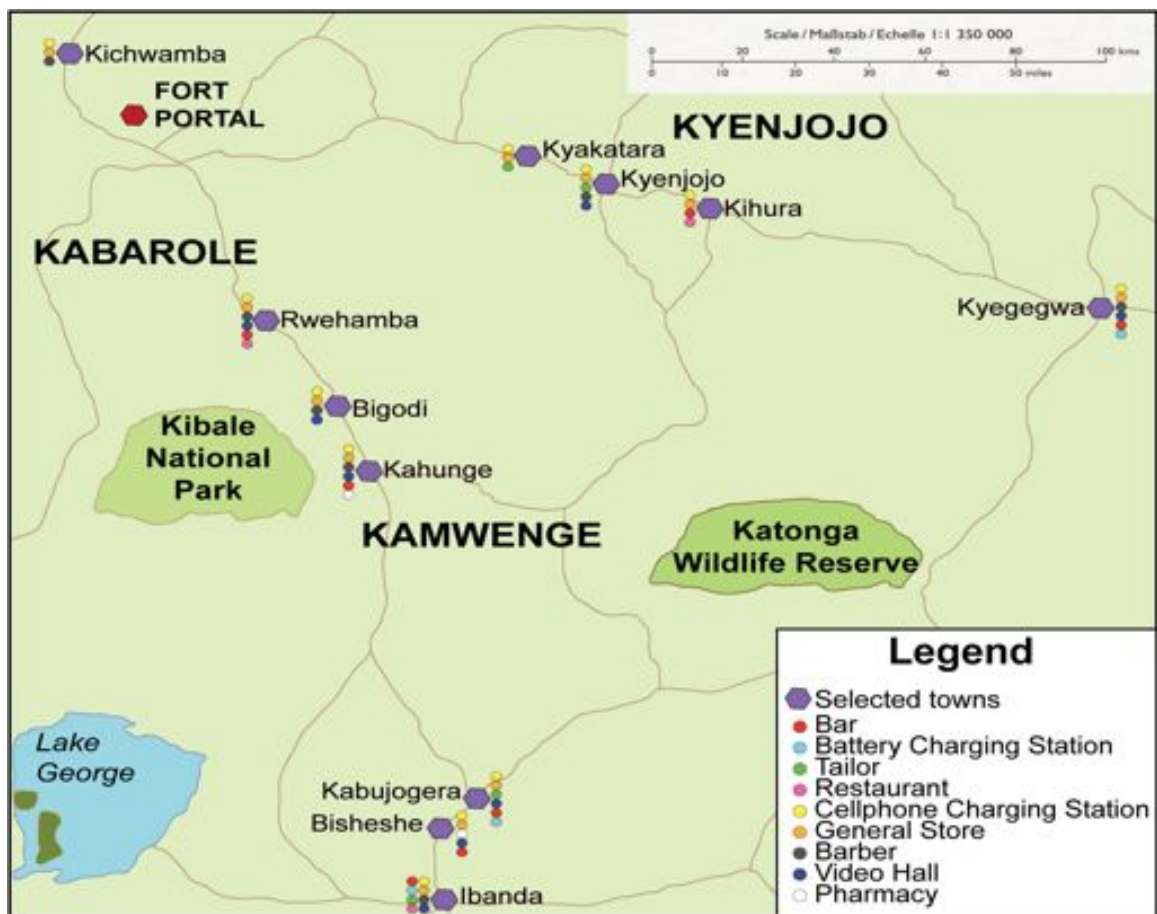 Scale / Maßstab / Echelle 1:1 350 000
0 20 40 60 80 100 kms
0 10 20 30 40 50 miles
Kichwamba
FORT
PORTAL
KYENJOJO
Kyakatara
Kyenjojo
Kihura
KABAROLE
Rwehamba
Kyegegwa
Bigodi
Kibale
National
Park
Kahunge
KAMWENGE
Katonga
Wildlife Reserve
Lake
George
Kabujogera
Bisheshe
Ibanda
Legend
Selected towns
Bar
Battery Charging Station
Tailor
Restaurant
Cellphone Charging Station
General Store
Barber
Video Hall
Pharmacy